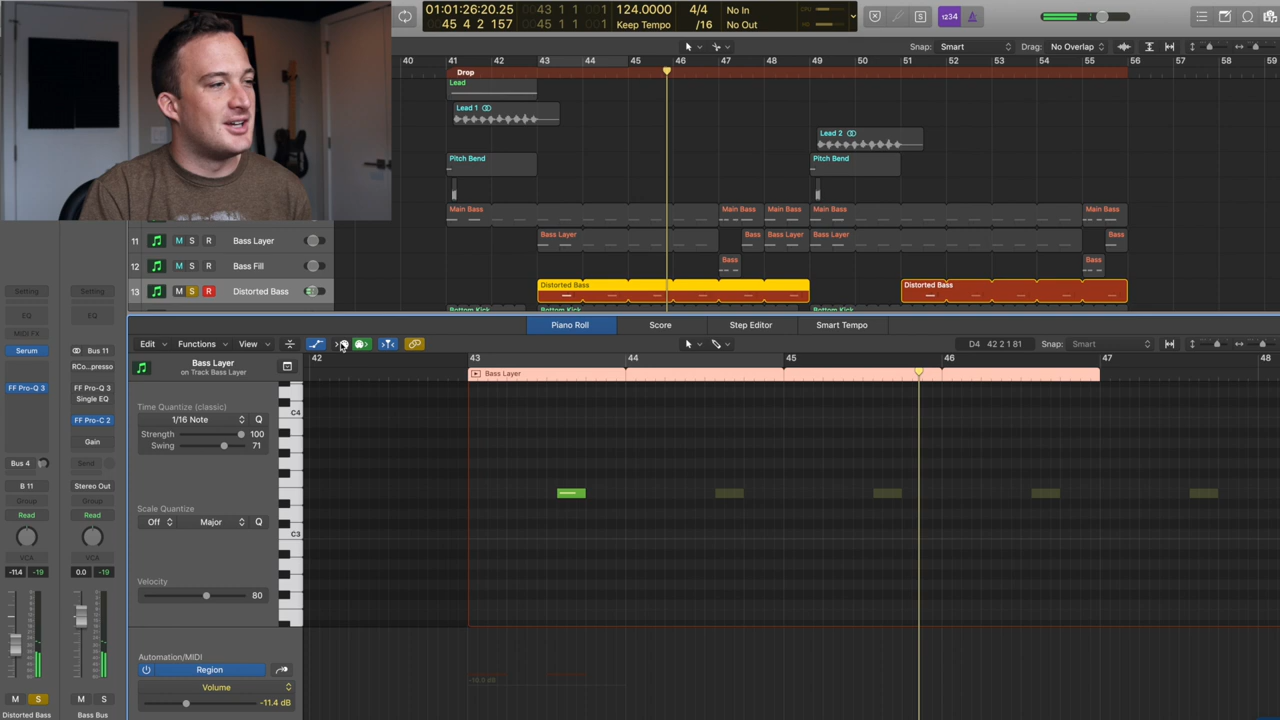 01:01:26:20.25
45 4 2 157
43 1 1
45 1 1
124.0000
Keep Tempo
4/4
/16
No In
No Out
1234
Snap: Smart
Drag: No Overlap
40 41 42 43 44 45 46 47 48 49 50 51 52 53 54 55 56 57 58 59
Drop
Lead
Lead 1
Lead 2
Pitch Bend
Pitch Bend
Main Bass
Main Bass
Main Bass
Main Bass
Main Bass
11 M S R Bass Layer
Bass Layer
Bass
Bass Layer
Bass Layer
Bass
12 M S R Bass Fill
Bass
Bass
13 M S R Distorted Bass
Distorted Bass
Distorted Bass
Bottom Kick
Bottom Kick
Bottom Kick
Piano Roll
Score
Step Editor
Smart Tempo
Edit
Functions
View
D4 42 2 1 81
Snap: Smart
Bass Layer
on Track Bass Layer
42 43 44 45 46 47 48
Bass Layer
Time Quantize (classic)
1/16 Note Q
Strength 100
Swing 71
Scale Quantize
Off Major Q
Velocity
80
C4
C3
Automation/MIDI
Region
Volume
-11.4 dB
Setting
Setting
EQ
EQ
MIDI FX
Serum
Bus 11
RCo...presso
FF Pro-Q 3
FF Pro-Q 3
Single EQ
FF Pro-C 2
Gain
Bus 4
Send
B 11
Stereo Out
Group
Group
Read
Read
VCA
VCA
-11.4 -19
0.0 -19
M S
M S
Distorted Bass
Bass Bus